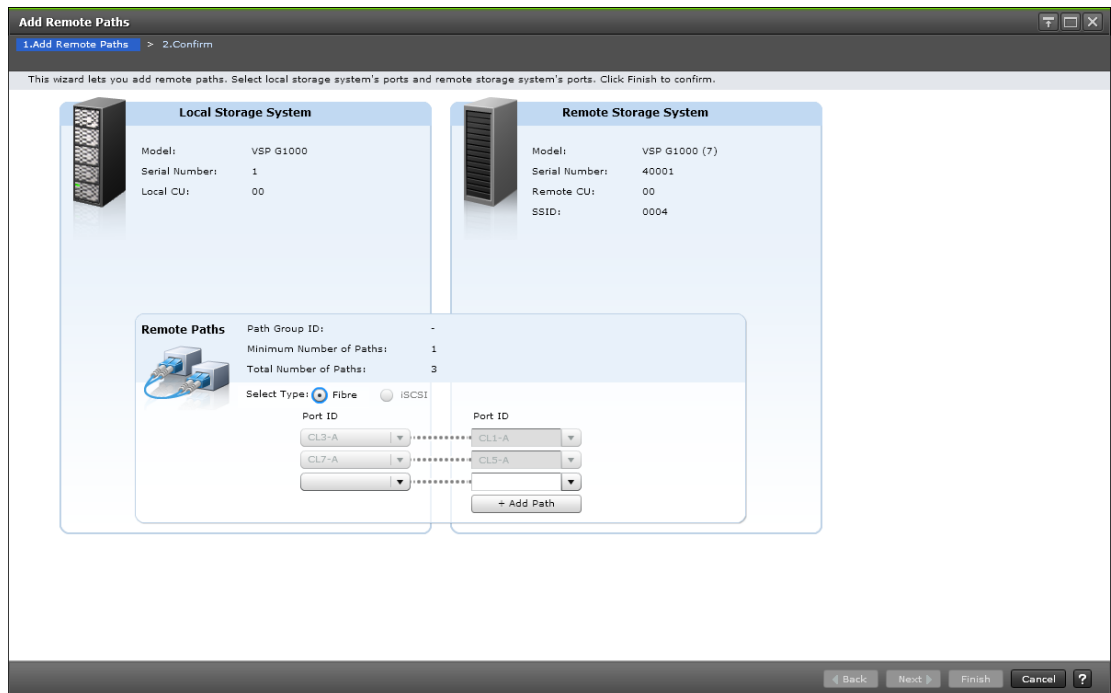 Add Remote Paths
1.Add Remote Paths > 2.Confirm
This wizard lets you add remote paths. Select local storage system's ports and remote storage system's ports. Click Finish to confirm.
Local Storage System
Model: VSP G1000
Serial Number: 1
Local CU: 00
Remote Storage System
Model: VSP G1000 (7)
Serial Number: 40001
Remote CU: 00
SSID: 0004
Remote Paths
Path Group ID: -
Minimum Number of Paths: 1
Total Number of Paths: 3
Select Type: Fibre iSCSI
Port ID Port ID
CL3-A CL1-A
CL7-A CL5-A
+ Add Path
Back Next Finish Cancel ?